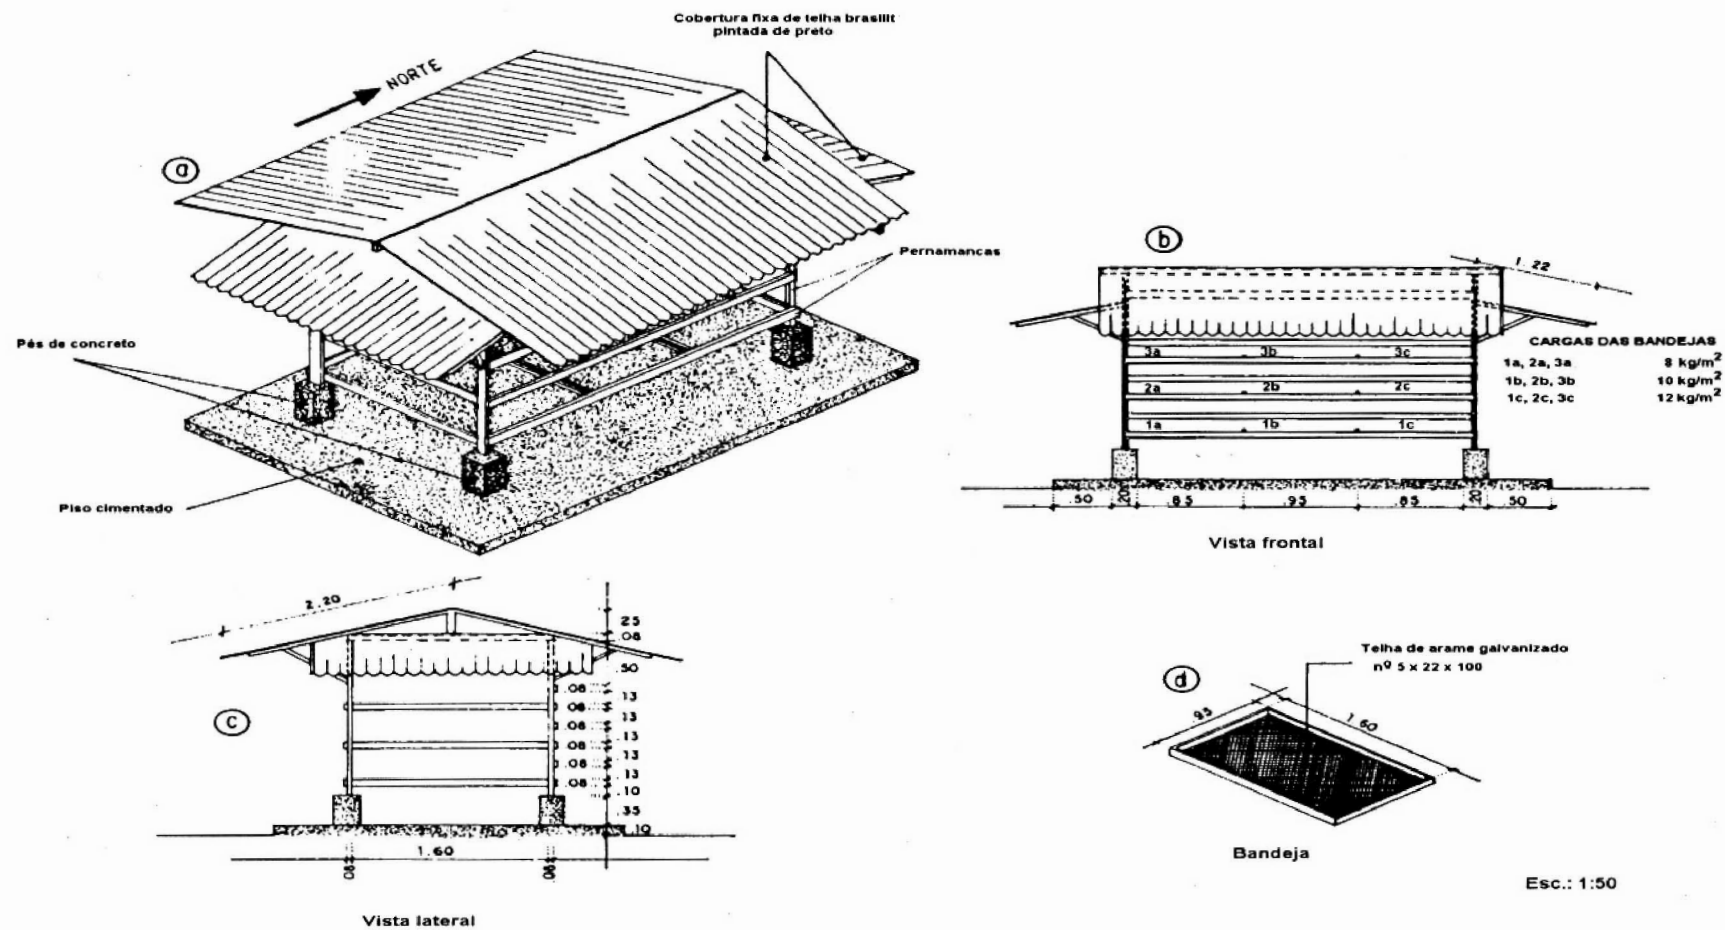 Cobertura fixa de telha brasilit
pintada de preto
NORTE
a
Pernamancas
Pés de concreto
Piso cimentado
b
1.22
CARGAS DAS BANDEJAS
1a, 2a, 3a 8 kg/m²
1b, 2b, 3b 10 kg/m²
1c, 2c, 3c 12 kg/m²
3a 3b 3c
2a 2b 2c
1a 1b 1c
.50 .20 .85 .95 .85 .20 .50
Vista frontal
2.20
.25
.08
.50
.08
.13
.08
.13
.08
.13
.08
.13
.08
.13
.08
.10
.35
.10
c
1.60
.08 .08
Vista lateral
Telha de arame galvanizado
nº 5 x 22 x 100
d
.95 1.60
Bandeja
Esc.: 1:50